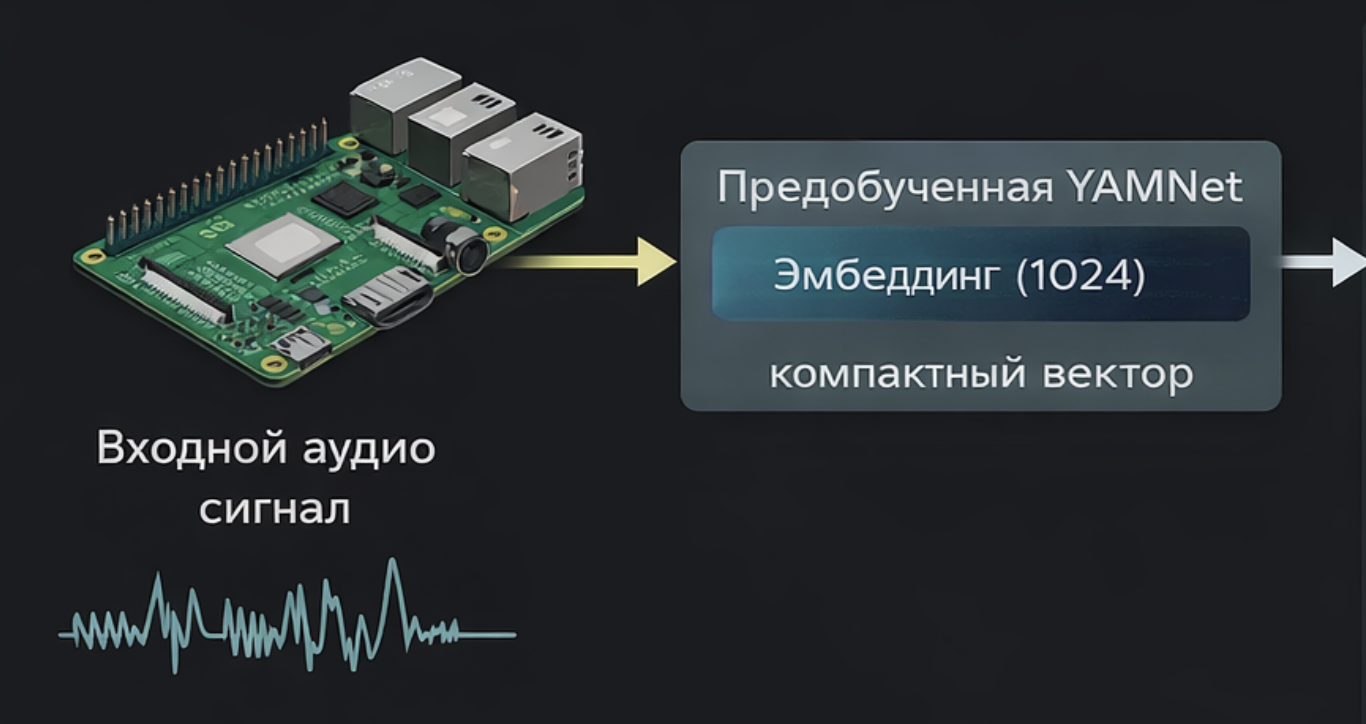 Предобученная YAMNet
Эмбеддинг (1024)
компактный вектор
Входной аудио
сигнал